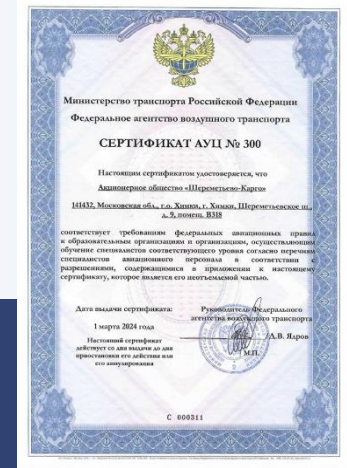 Министерство транспорта Российской Федерации
Федеральное агентство воздушного транспорта
СЕРТИФИКАТ АУЦ № 300
Настоящим сертификатом удостоверяется, что
Акционерное общество «Шереметьево-Карго»
141432, Московская обл., г.о. Химки, г. Химки, Шереметьевское ш.,
д. 9, помещ. В318
соответствует требованиям федеральных авиационных правил
к образовательным организациям и организациям, осуществляющим
обучение специалистов соответствующего уровня согласно перечням
специалистов авиационного персонала в соответствии с
разрешениями, содержащимися в приложении к настоящему
сертификату, которое является его неотъемлемой частью.
Дата выдачи сертификата:
1 марта 2024 года
Настоящий сертификат
действует со дня выдачи до дня
приостановки его действия или
его аннулирования
Руководитель Федерального
агентства воздушного транспорта
А.В. Ядров
М.П.
С 000311